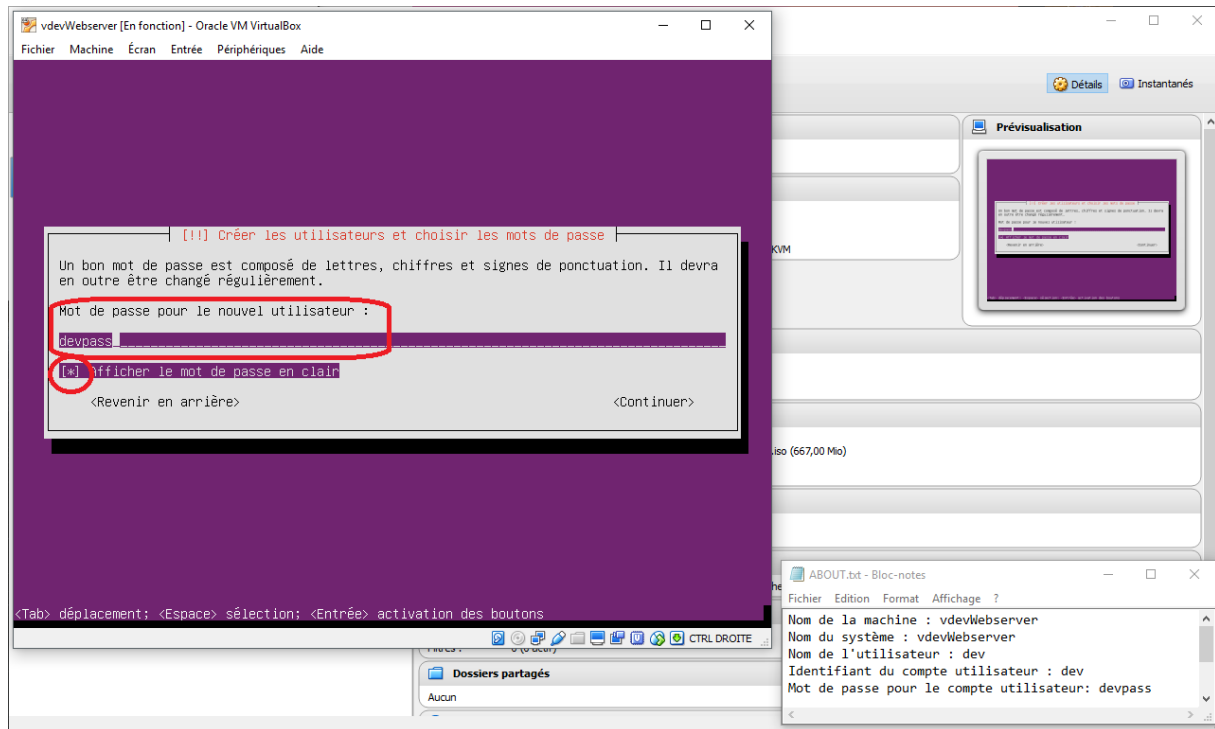 vdevWebserver [En fonction] - Oracle VM VirtualBox
Fichier Machine Écran Entrée Périphériques Aide
[!!] Créer les utilisateurs et choisir les mots de passe
Un bon mot de passe est composé de lettres, chiffres et signes de ponctuation. Il devra
en outre être changé régulièrement.
Mot de passe pour le nouvel utilisateur :
devpass
[*] Afficher le mot de passe en clair
<Revenir en arrière> <Continuer>
<Tab> déplacement; <Espace> sélection; <Entrée> activation des boutons
CTRL DROITE
Détails Instantanés
Prévisualisation
KVM
.iso (667,00 Mio)
Dossiers partagés
Aucun
ABOUT.txt - Bloc-notes
Fichier Edition Format Affichage ?
Nom de la machine : vdevWebserver
Nom du système : vdevWebserver
Nom de l'utilisateur : dev
Identifiant du compte utilisateur : dev
Mot de passe pour le compte utilisateur: devpass